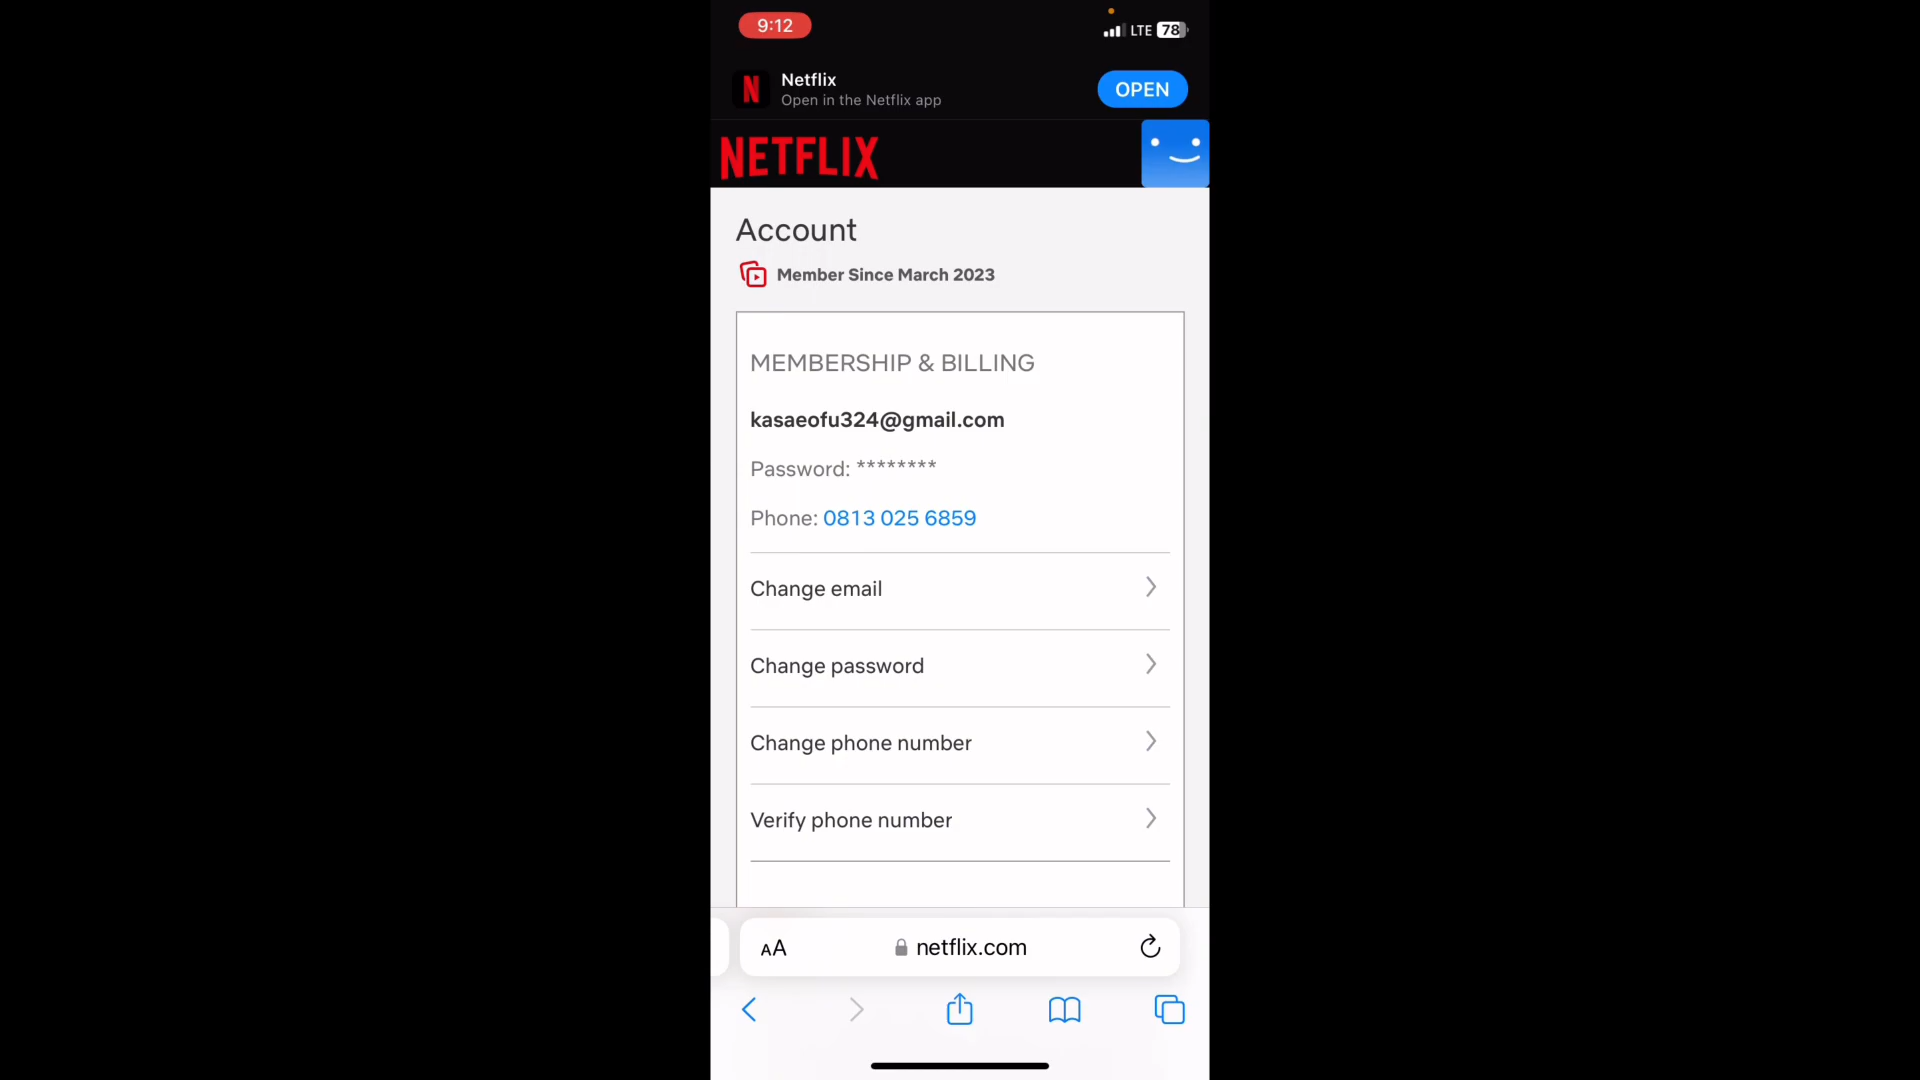 9:12
LTE 78
Netflix
Open in the Netflix app
OPEN
N
NETFLIX
Account
Member Since March 2023
MEMBERSHIP & BILLING
kasaeofu324@gmail.com
Password: ********
Phone: 0813 025 6859
Change email
Change password
Change phone number
Verify phone number
AA
netflix.com